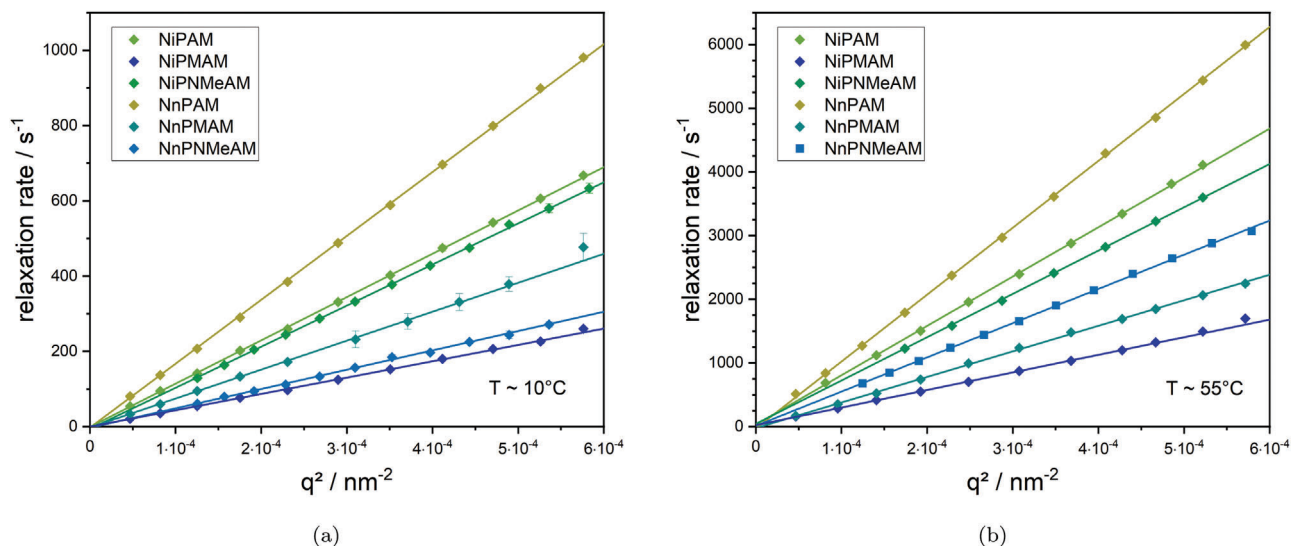 1000
800
600
400
200
0
relaxation rate / s⁻¹
NiPAM
NiPMAM
NiPNMeAM
NnPAM
NnPMAM
NnPNMeAM
T ~ 10°C
0 1·10⁻⁴ 2·10⁻⁴ 3·10⁻⁴ 4·10⁻⁴ 5·10⁻⁴ 6·10⁻⁴
q² / nm⁻²
(a)
6000
5000
4000
3000
2000
1000
0
relaxation rate / s⁻¹
NiPAM
NiPMAM
NiPNMeAM
NnPAM
NnPMAM
NnPNMeAM
T ~ 55°C
0 1·10⁻⁴ 2·10⁻⁴ 3·10⁻⁴ 4·10⁻⁴ 5·10⁻⁴ 6·10⁻⁴
q² / nm⁻²
(b)